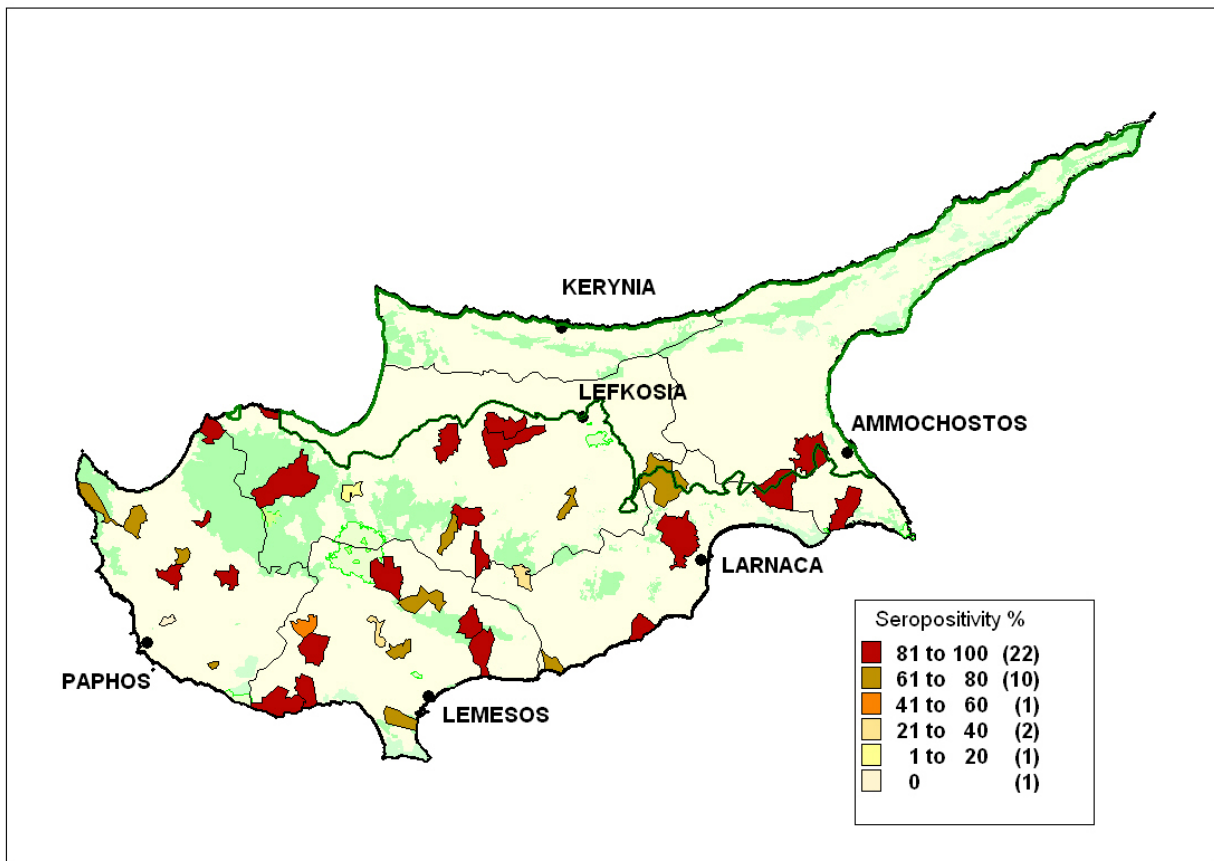 KERYNIA
LEFKOSIA
AMMOCHOSTOS
LARNACA
PAPHOS
LEMESOS
Seropositivity %
81 to 100 (22)
61 to 80 (10)
41 to 60 (1)
21 to 40 (2)
1 to 20 (1)
0 (1)